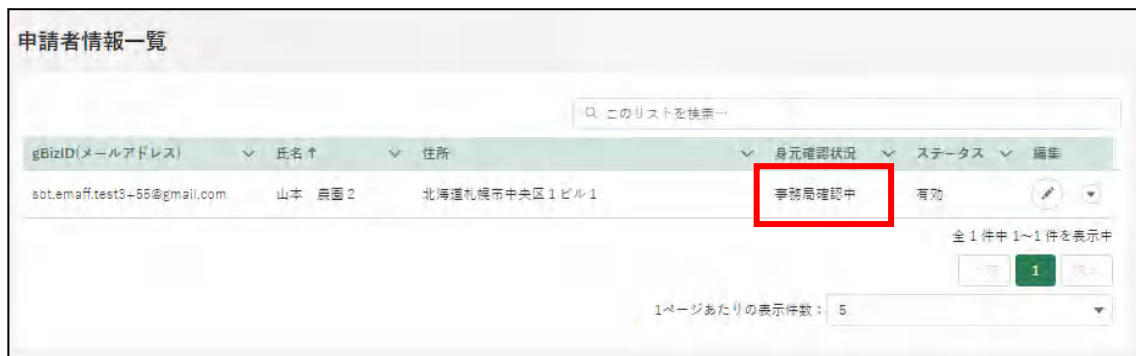 申請者情報一覧
このリストを検索…
gBizID(メールアドレス) 氏名↑ 住所 身元確認状況 ステータス 編集
sbt.emaff.test3+55@gmail.com 山本 農園2 北海道札幌市中央区1ビル1 事務局確認中 有効
全1件中 1~1件を表示中
1
1ページあたりの表示件数： 5